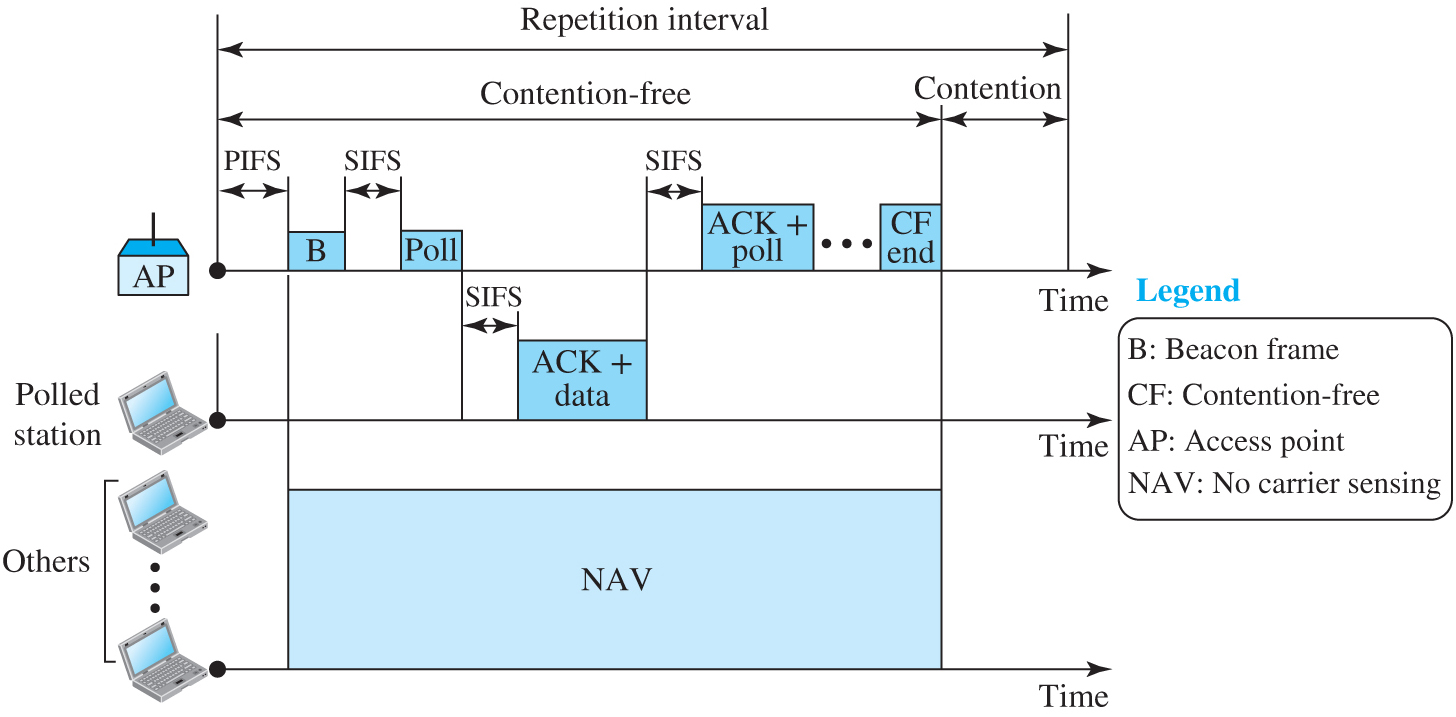 Repetition interval
Contention-free
Contention
PIFS
SIFS
SIFS
B
Poll
ACK +
poll
CF
end
AP
Time
SIFS
ACK +
data
Polled
station
Time
Others
NAV
Time
Legend
B: Beacon frame
CF: Contention-free
AP: Access point
NAV: No carrier sensing